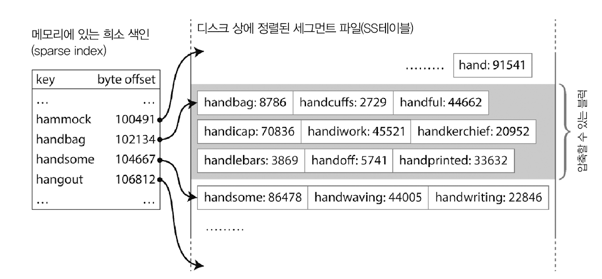 메모리에 있는 희소 색인
(sparse index)
key byte offset
... ...
hammock 100491
handbag 102134
handsome 104667
hangout 106812
... ...
디스크 상에 정렬된 세그먼트 파일(SS테이블)
......... hand: 91541
handbag: 8786 handcuffs: 2729 handful: 44662
handicap: 70836 handiwork: 45521 handkerchief: 20952
handlebars: 3869 handoff: 5741 handprinted: 33632
handsome: 86478 handwaving: 44005 handwriting: 22846
.........
압축할 수 있는 블럭